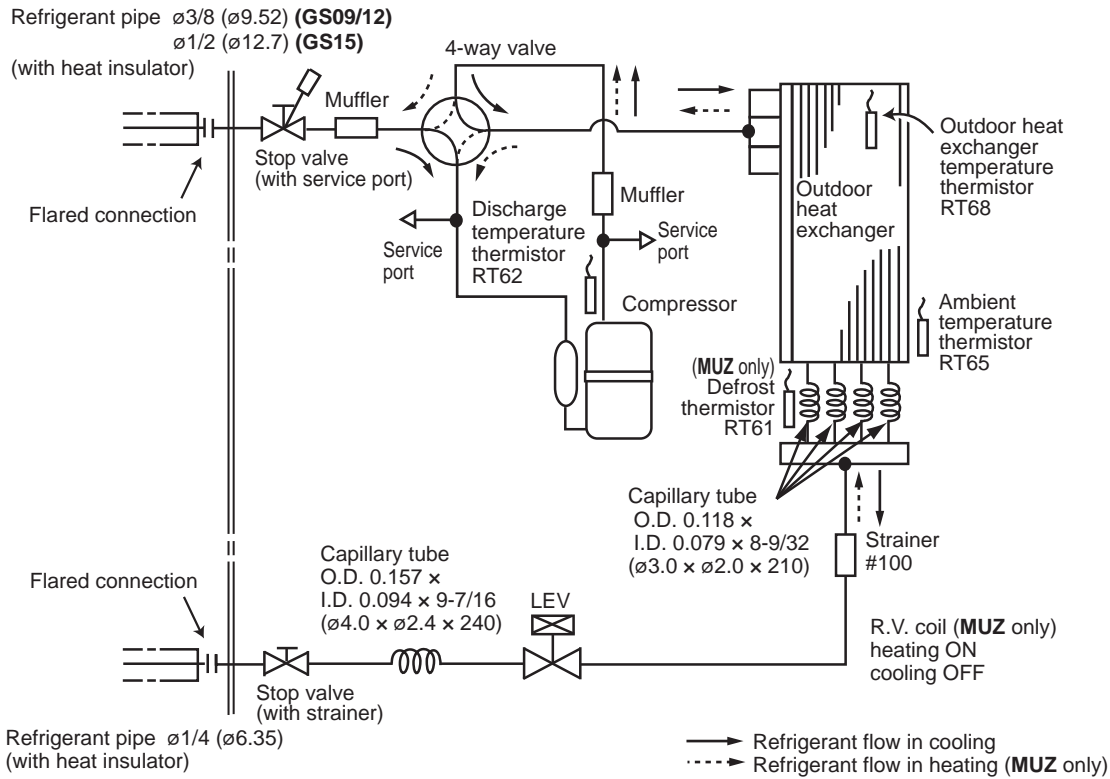 Refrigerant pipe ø3/8 (ø9.52) (GS09/12)
ø1/2 (ø12.7) (GS15)
(with heat insulator)
4-way valve
Muffler
Stop valve
(with service port)
Flared connection
Service
port
Discharge
temperature
thermistor
RT62
Muffler
Service
port
Compressor
Outdoor
heat
exchanger
Outdoor heat
exchanger
temperature
thermistor
RT68
Ambient
temperature
thermistor
RT65
(MUZ only)
Defrost
thermistor
RT61
Capillary tube
O.D. 0.118 ×
I.D. 0.079 × 8-9/32
(ø3.0 × ø2.0 × 210)
Strainer
#100
Flared connection
Capillary tube
O.D. 0.157 ×
I.D. 0.094 × 9-7/16
(ø4.0 × ø2.4 × 240)
LEV
R.V. coil (MUZ only)
heating ON
cooling OFF
Stop valve
(with strainer)
Refrigerant pipe ø1/4 (ø6.35)
(with heat insulator)
Refrigerant flow in cooling
Refrigerant flow in heating (MUZ only)